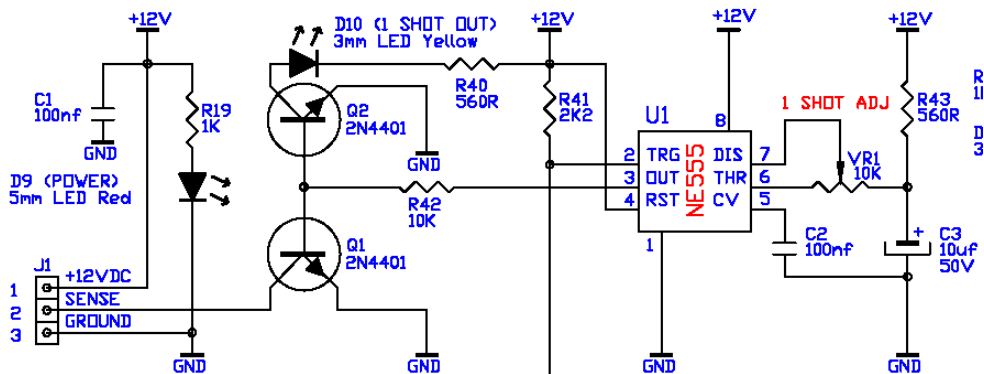 +12V
+12V
+12V
+12V
D10 (1 SHOT OUT)
3mm LED Yellow
C1
100nf
GND
R19
1K
Q2
2N4401
GND
R40
560R
R41
2K2
U1
8
1 SHOT ADJ
R43
560R
R
1
D
3
D9 (POWER)
5mm LED Red
2 TRG DIS 7
3 OUT THR 6
4 RST CV 5
NE555
1
VR1
10K
R42
10K
Q1
2N4401
C2
100nf
+
C3
10uf
50V
J1
1 +12VDC
2 SENSE
3 GROUND
GND
GND
GND
GND